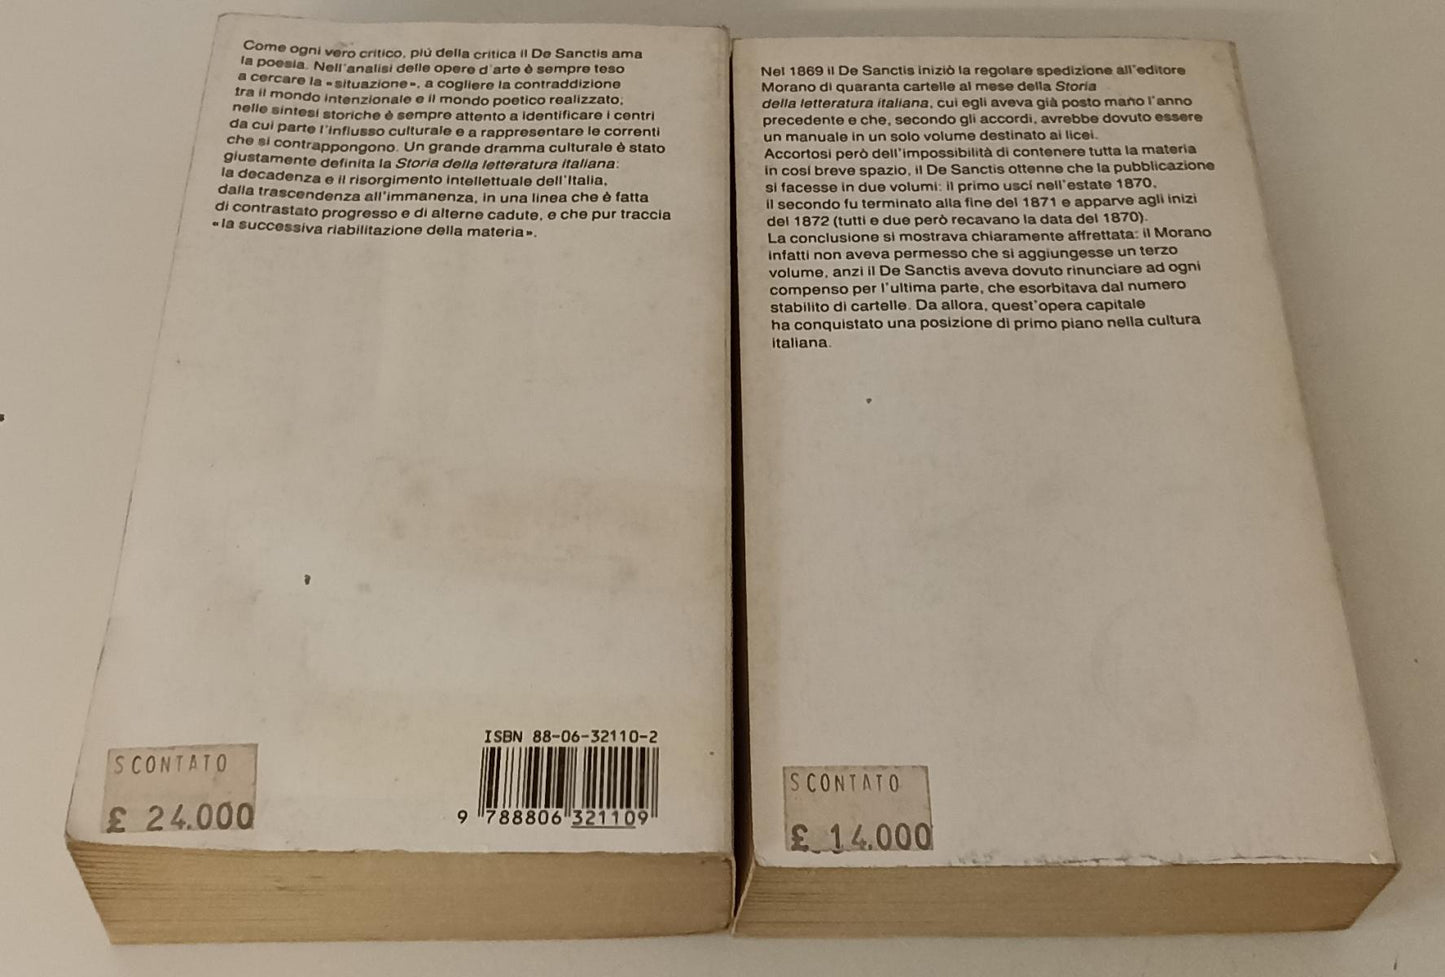 Come ogni vero critico, piú della critica il De Sanctis ama
la poesia. Nell'analisi delle opere d'arte è sempre teso
a cercare la «situazione», a cogliere la contraddizione
tra il mondo intenzionale e il mondo poetico realizzato;
nelle sintesi storiche è sempre attento a identificare i centri
da cui parte l'influsso culturale e a rappresentare le correnti
che si contrappongono. Un grande dramma culturale è stato
giustamente definita la Storia della letteratura italiana:
la decadenza e il risorgimento intellettuale dell'Italia,
dalla trascendenza all'immanenza, in una linea che è fatta
di contrastato progresso e di alterne cadute, e che pur traccia
«la successiva riabilitazione della materia».
ISBN 88-06-32110-2
9 788806 321109
SCONTATO
£ 24.000
Nel 1869 il De Sanctis iniziò la regolare spedizione all'editore
Morano di quaranta cartelle al mese della Storia
della letteratura italiana, cui egli aveva già posto mano l'anno
precedente e che, secondo gli accordi, avrebbe dovuto essere
un manuale in un solo volume destinato ai licei.
Accortosi però dell'impossibilità di contenere tutta la materia
in cosí breve spazio, il De Sanctis ottenne che la pubblicazione
si facesse in due volumi: il primo uscí nell'estate 1870,
il secondo fu terminato alla fine del 1871 e apparve agli inizi
del 1872 (tutti e due però recavano la data del 1870).
La conclusione si mostrava chiaramente affrettata: il Morano
infatti non aveva permesso che si aggiungesse un terzo
volume, anzi il De Sanctis aveva dovuto rinunciare ad ogni
compenso per l'ultima parte, che esorbitava dal numero
stabilito di cartelle. Da allora, quest'opera capitale
ha conquistato una posizione di primo piano nella cultura
italiana.
SCONTATO
£ 14.000